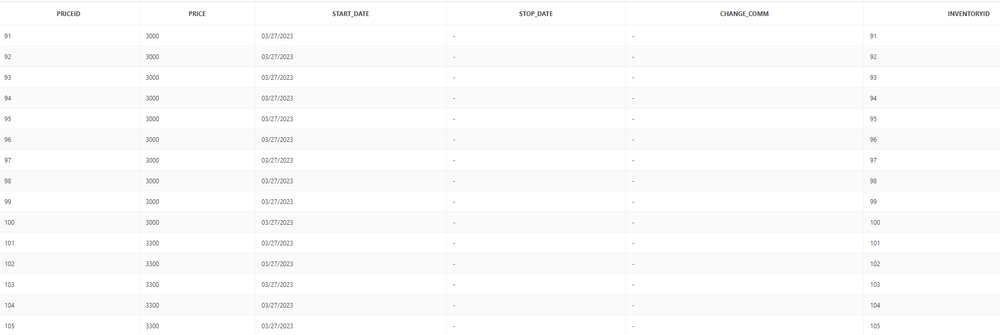 PRICEID PRICE START_DATE STOP_DATE CHANGE_COMM INVENTORYID
91 3000 03/27/2023 - - 91
92 3000 03/27/2023 - - 92
93 3000 03/27/2023 - - 93
94 3000 03/27/2023 - - 94
95 3000 03/27/2023 - - 95
96 3000 03/27/2023 - - 96
97 3000 03/27/2023 - - 97
98 3000 03/27/2023 - - 98
99 3000 03/27/2023 - - 99
100 3000 03/27/2023 - - 100
101 3300 03/27/2023 - - 101
102 3300 03/27/2023 - - 102
103 3300 03/27/2023 - - 103
104 3300 03/27/2023 - - 104
105 3300 03/27/2023 - - 105